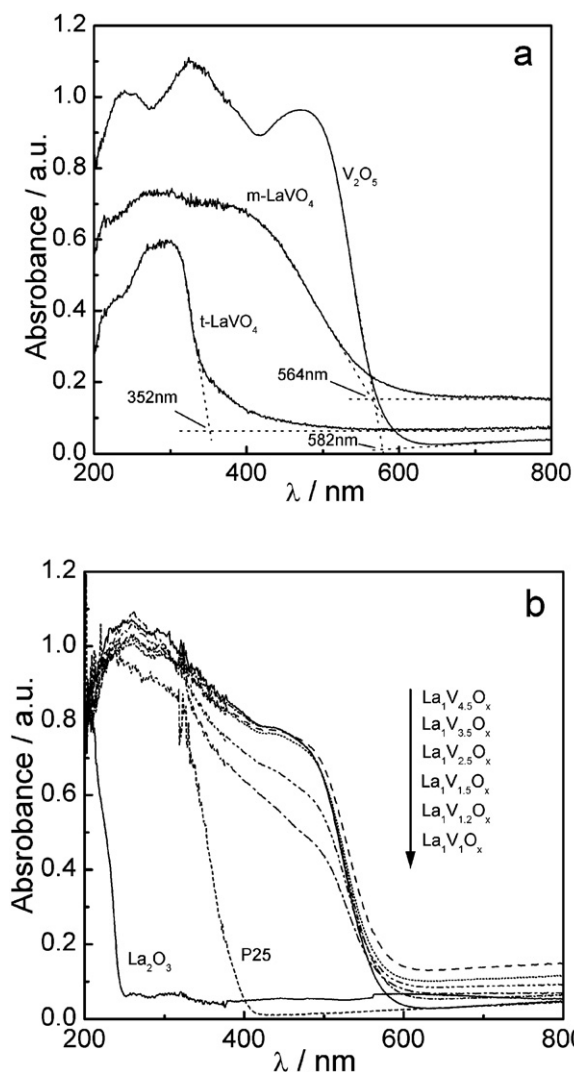 a
1.2
1.0
0.8
0.6
0.4
0.2
0.0
Absrobance / a.u.
V₂O₅
m-LaVO₄
t-LaVO₄
564nm
352nm
582nm
200 400 600 800
λ / nm
b
1.2
1.0
0.8
0.6
0.4
0.2
0.0
Absrobance / a.u.
La₁V₄.₅Oₓ
La₁V₃.₅Oₓ
La₁V₂.₅Oₓ
La₁V₁.₅Oₓ
La₁V₁.₂Oₓ
La₁V₁Oₓ
La₂O₃
P25
200 400 600 800
λ / nm